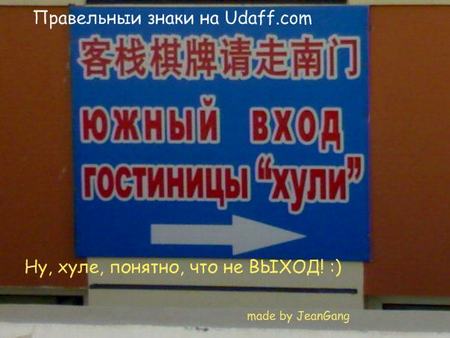 Правельныи знаки на Udaff.com
客栈棋牌请走南门
ЮЖНЫЙ ВХОД
ГОСТИНИЦЫ “ХУЛИ”
Ну, хуле, понятно, что не ВЫХОД! :)
made by JeanGang